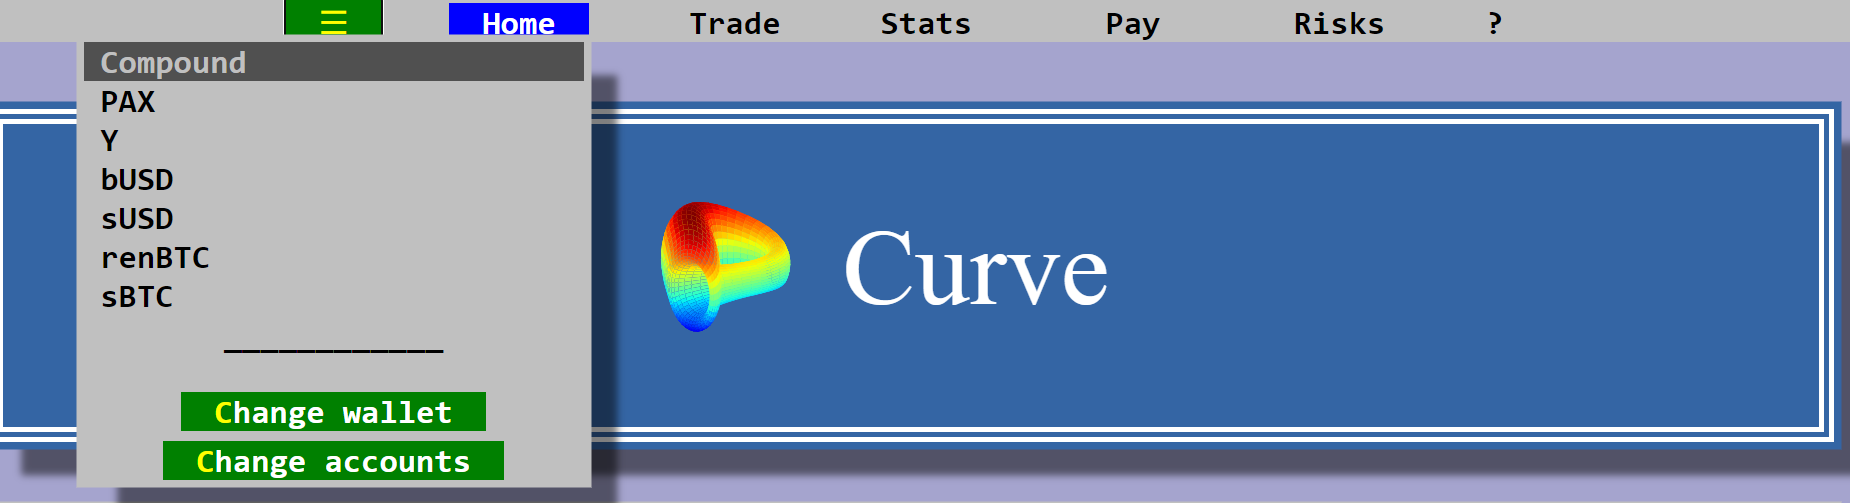 ☰ Home Trade Stats Pay Risks ?
Compound
PAX
Y
bUSD
sUSD
renBTC
sBTC
____________
Change wallet
Change accounts
Curve